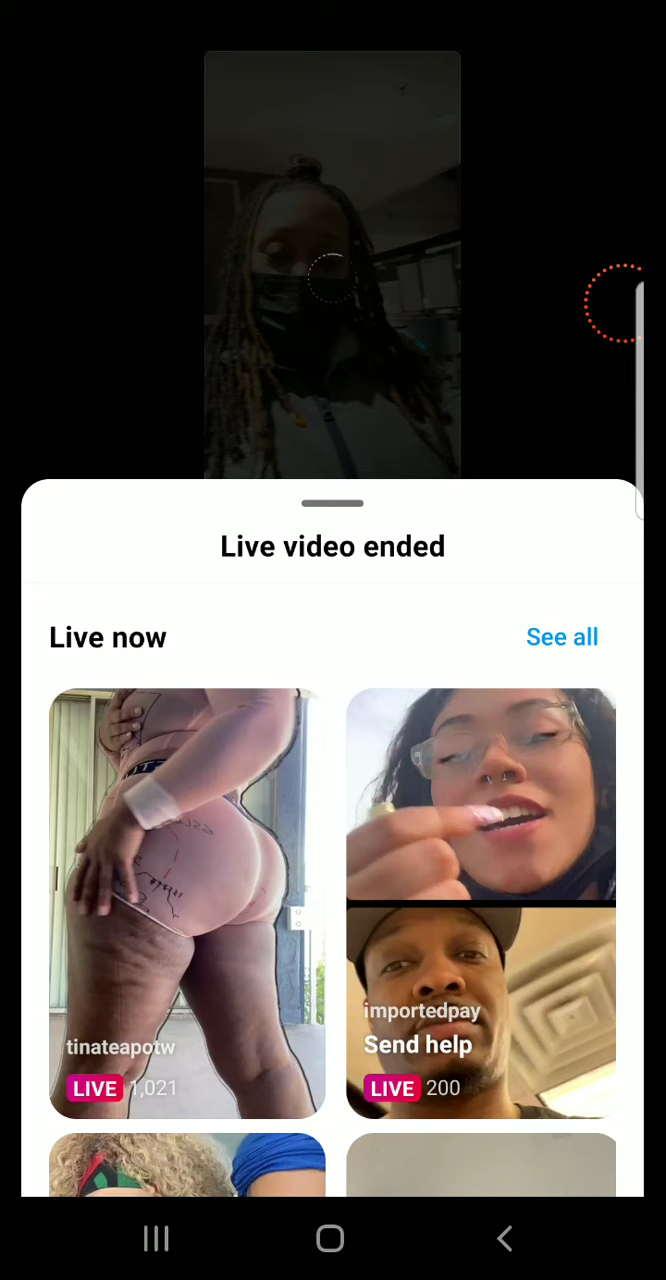 Live video ended
Live now
See all
tinateapotw
LIVE 1,021
importedpay
Send help
LIVE 200